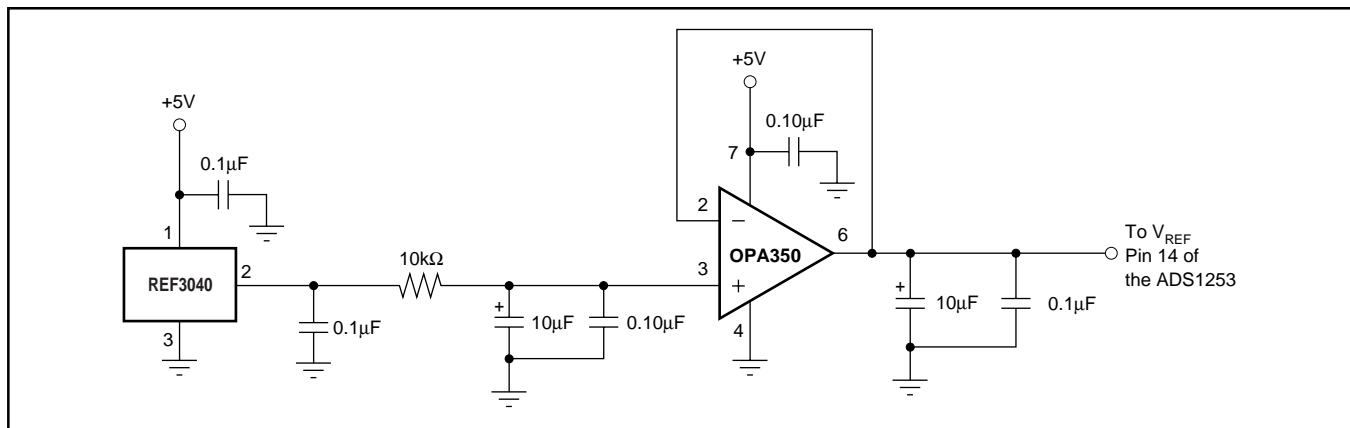 +5V
0.1µF
1
REF3040
2
3
0.1µF
10kΩ
+
10µF
0.10µF
+5V
0.10µF
7
2
−
OPA350
3
+
4
6
+
10µF
0.1µF
To VREF
Pin 14 of
the ADS1253